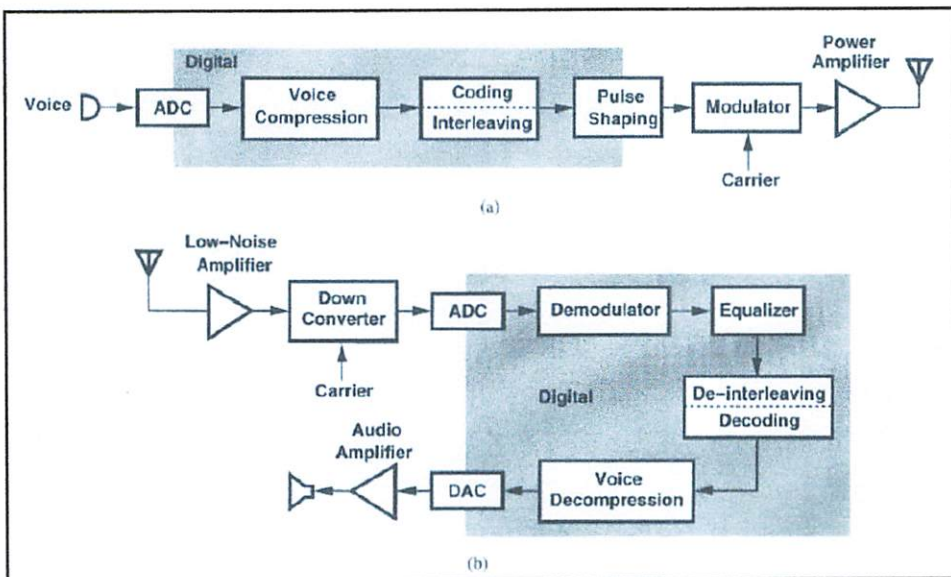 Digital
Power
Amplifier
Voice
ADC
Voice
Compression
Coding
Interleaving
Pulse
Shaping
Modulator
Carrier
(a)
Low-Noise
Amplifier
Down
Converter
Carrier
ADC
Demodulator
Equalizer
Digital
De-interleaving
Decoding
Audio
Amplifier
DAC
Voice
Decompression
(b)